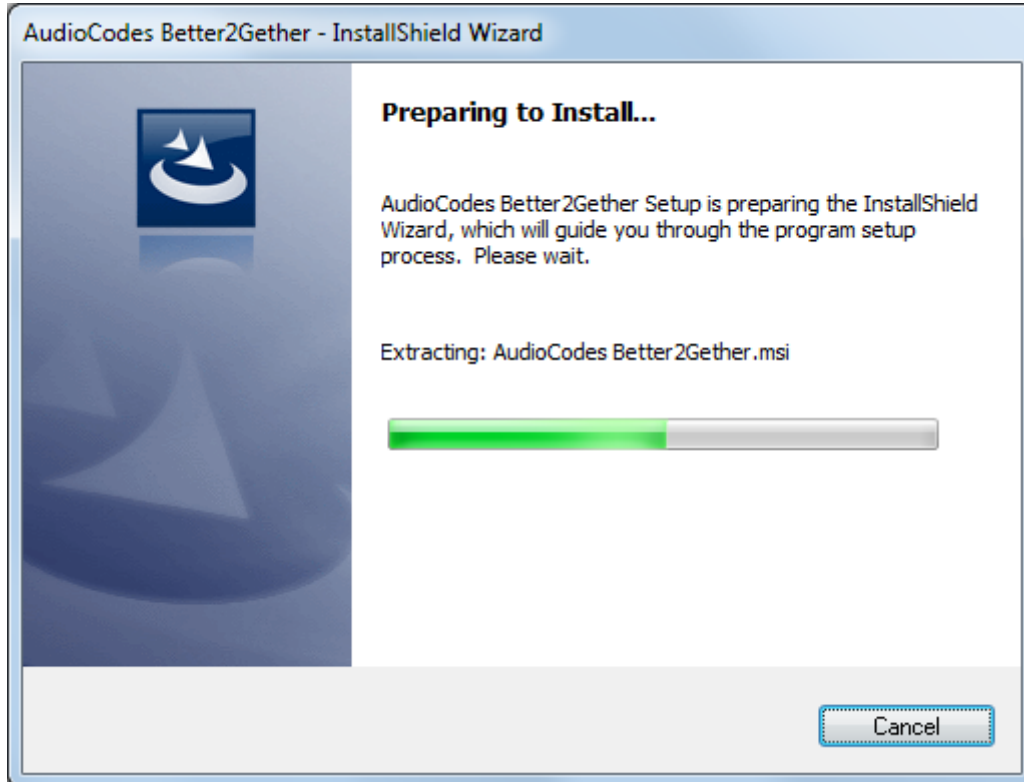 AudioCodes Better2Gether - InstallShield Wizard
Preparing to Install...
AudioCodes Better2Gether Setup is preparing the InstallShield
Wizard, which will guide you through the program setup
process.  Please wait.
Extracting: AudioCodes Better2Gether.msi
Cancel